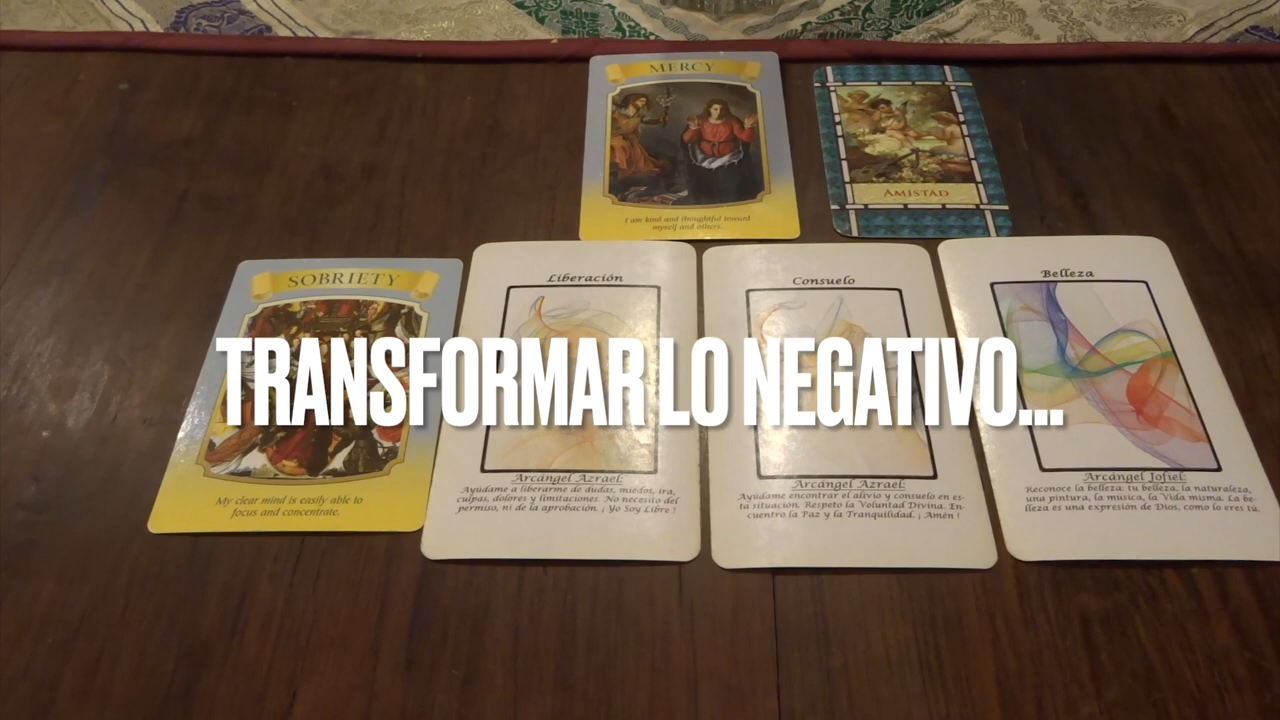 MERCY
I am kind and thoughtful toward
myself and others.
AMISTAD
SOBRIETY
My clear mind is easily able to
focus and concentrate.
Liberación
Arcángel Azrael:
Ayúdame a liberarme de dudas, miedos, ira,
culpas, dolores y limitaciones. No necesito del
permiso, ni de la aprobación. ¡ Yo Soy Libre !
Consuelo
Arcángel Azrael:
Ayúdame encontrar el alivio y consuelo en es-
ta situación. Respeto la Voluntad Divina. En-
cuentro la Paz y la Tranquilidad. ¡ Amén !
Belleza
Arcángel Jofiel:
Reconoce la belleza: tu belleza, la naturaleza,
una pintura, la música, la Vida misma. La be-
lleza es una expresión de Dios, como lo eres tú.
TRANSFORMAR LO NEGATIVO...